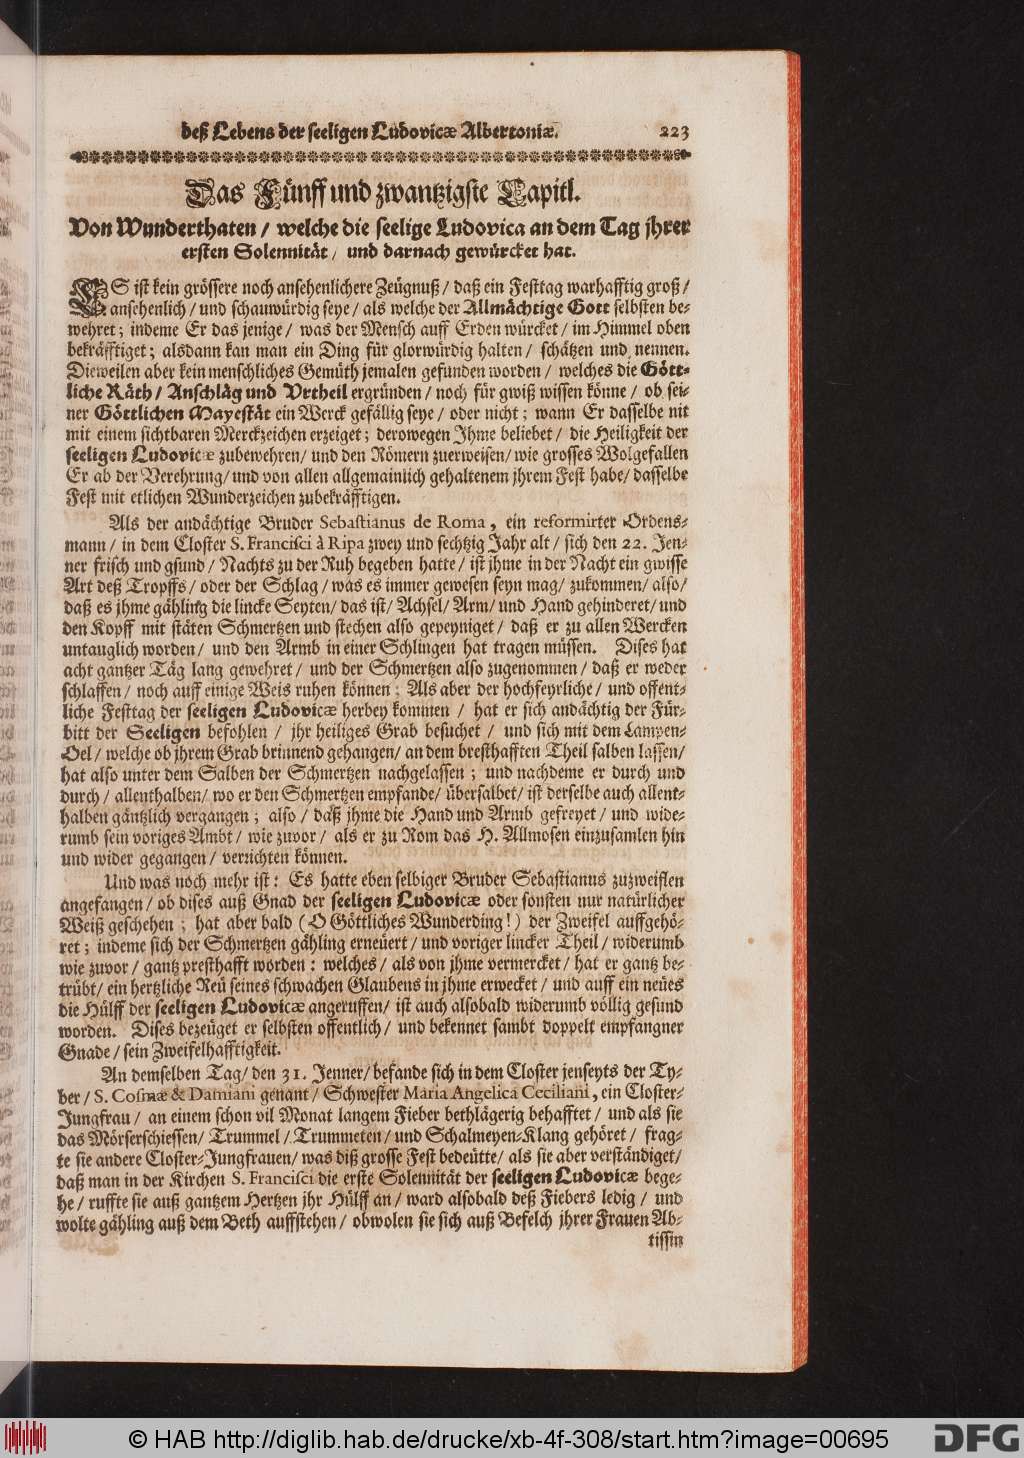 deß Lebens der seeligen Ludovicæ Albertoniæ. 223
Das Fünff und zwantzigste Capitl.
Von Wunderthaten / welche die seelige Ludovica an dem Tag jhrer
ersten Solennität / und darnach gewürcket hat.
ES ist kein grössere noch ansehenlichere Zeügnuß / daß ein Festtag warhafftig groß /
ansehenlich / und schauwürdig seye / als welche der Allmächtige Gott selbsten be-
wehret ; indeme Er das jenige / was der Mensch auff Erden würcket / im Himmel oben
bekräfftiget ; alsdann kan man ein Ding für glorwürdig halten / schätzen und nennen.
Dieweilen aber kein menschliches Gemüth jemalen gefunden worden / welches die Gött-
liche Räth / Anschläg und Vrtheil ergründen / noch für gwiß wissen könne / ob sei-
ner Göttlichen Mayestät ein Werck gefällig seye / oder nicht ; wann Er dasselbe nit
mit einem sichtbaren Merckzeichen erzeiget ; derowegen Jhme beliebet / die Heiligkeit der
seeligen Ludovicæ zubewehren / und den Römern zuerweisen / wie grosses Wolgefallen
Er ab der Verehrung / und von allen allgemainlich gehaltenem jhrem Fest habe / dasselbe
Fest mit etlichen Wunderzeichen zubekräfftigen.
Als der andächtige Bruder Sebastianus de Roma, ein reformirter Ordens-
mann / in dem Closter S. Francisci à Ripa zwey und sechtzig Jahr alt / sich den 22. Jen-
ner frisch und gsund / Nachts zu der Ruh begeben hatte / ist jhme in der Nacht ein gwisse
Art deß Tropffs / oder der Schlag / was es immer gewesen seyn mag / zukommen / also /
daß es jhme gähling die lincke Seyten / das ist / Achsel / Arm / und Hand gehinderet / und
den Kopff mit stäten Schmertzen und stechen also gepeyniget / daß er zu allen Wercken
untauglich worden / und den Armb in einer Schlingen hat tragen müssen. Dises hat
acht gantzer Täg lang gewehret / und der Schmertzen also zugenommen / daß er weder
schlaffen / noch auff einige Weis ruhen können : Als aber der hochfeyrliche / und offent-
liche Festtag der seeligen Ludovicæ herbey kommen / hat er sich andächtig der Für-
bitt der Seeligen befohlen / jhr heiliges Grab besuchet / und sich mit dem Lampen-
Oel / welche ob jhrem Grab brinnend gehangen / an dem bresthafften Theil salben lassen /
hat also unter dem Salben der Schmertzen nachgelassen ; und nachdeme er durch und
durch / allenthalben / wo er den Schmertzen empfande / übersalbet / ist derselbe auch allent-
halben gäntzlich vergangen ; also / daß jhme die Hand und Armb gefreyet / und wide-
rumb sein voriges Ambt / wie zuvor / als er zu Rom das H. Allmosen einzusamlen hin
und wider gegangen / verrichten können.
Und was noch mehr ist : Es hatte eben selbiger Bruder Sebastianus zuzweiflen
angefangen / ob dises auß Gnad der seeligen Ludovicæ oder sonsten nur natürlicher
Weiß geschehen ; hat aber bald ( O Göttliches Wunderding ! ) der Zweifel auffgehö-
ret ; indeme sich der Schmertzen gähling erneüert / und voriger lincker Theil / widerumb
wie zuvor / gantz presthafft worden : welches / als von jhme vermercket / hat er gantz be-
trübt / ein hertzliche Reü seines schwachen Glaubens in jhme erwecket / und auff ein neües
die Hülff der seeligen Ludovicæ angeruffen / ist auch alsobald widerumb völlig gesund
worden. Dises bezeüget er selbsten offentlich / und bekennet sambt doppelt empfangner
Gnade / sein Zweifelhafftigkeit.
An demselben Tag / den 31. Jenner / befande sich in dem Closter jenseyts der Ty-
ber / S. Cosmæ & Damiani genant / Schwester Maria Angelica Ceciliani, ein Closter-
Jungfrau / an einem schon vil Monat langem Fieber bethlägerig behafftet / und als sie
das Mörserschiessen / Trummel / Trummeten / und Schalmeyen-Klang gehöret / frag-
te sie andere Closter-Jungfrauen / was diß grosse Fest bedeütte / als sie aber verständiget /
daß man in der Kirchen S. Francisci die erste Solennität der seeligen Ludovicæ bege-
he / ruffte sie auß gantzem Hertzen jhr Hülff an / ward alsobald deß Fiebers ledig / und
wolte gähling auß dem Beth auffstehen / obwolen sie sich auß Befelch jhrer Frauen Ab-
tissin
© HAB http://diglib.hab.de/drucke/xb-4f-308/start.htm?image=00695 DFG